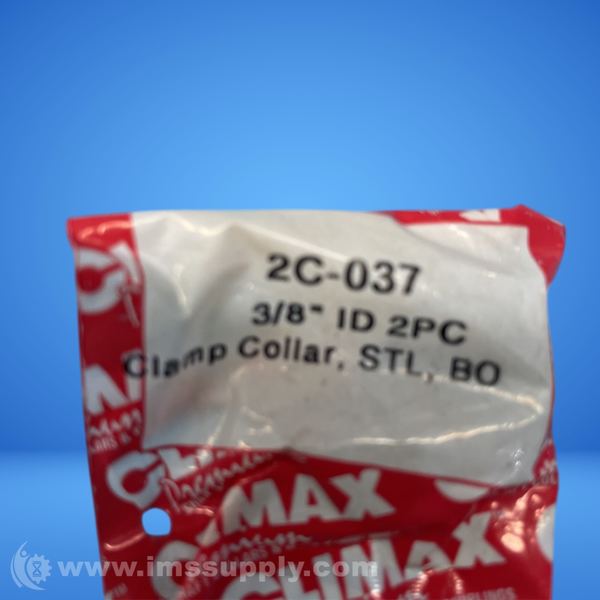 2C-037
3/8" ID 2PC
Clamp Collar, STL, BO
CLIMAX
CLIMAX
www.imssupply.com